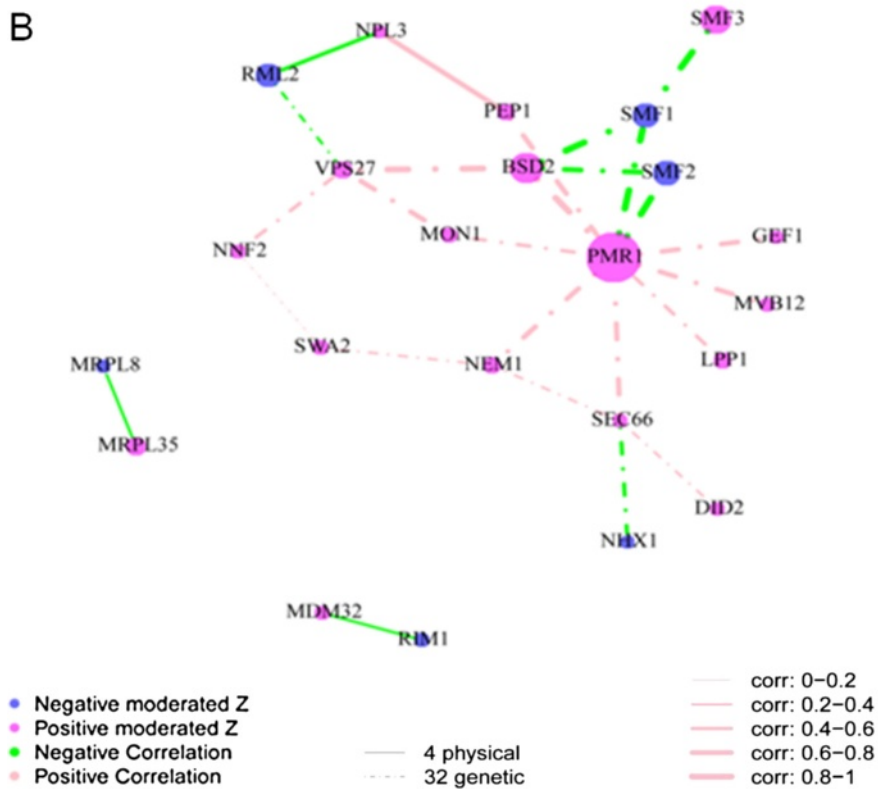 B
SMF3
NPL3
RML2
PEP1
SMF1
VPS27
BSD2
SMF2
NNF2
MON1
GEF1
PMR1
MVB12
SWA2
NEM1
LPP1
MRPL8
SEC66
MRPL35
DID2
NHX1
MDM32
RIM1
Negative moderated Z
Positive moderated Z
Negative Correlation
Positive Correlation
4 physical
32 genetic
corr: 0-0.2
corr: 0.2-0.4
corr: 0.4-0.6
corr: 0.6-0.8
corr: 0.8-1